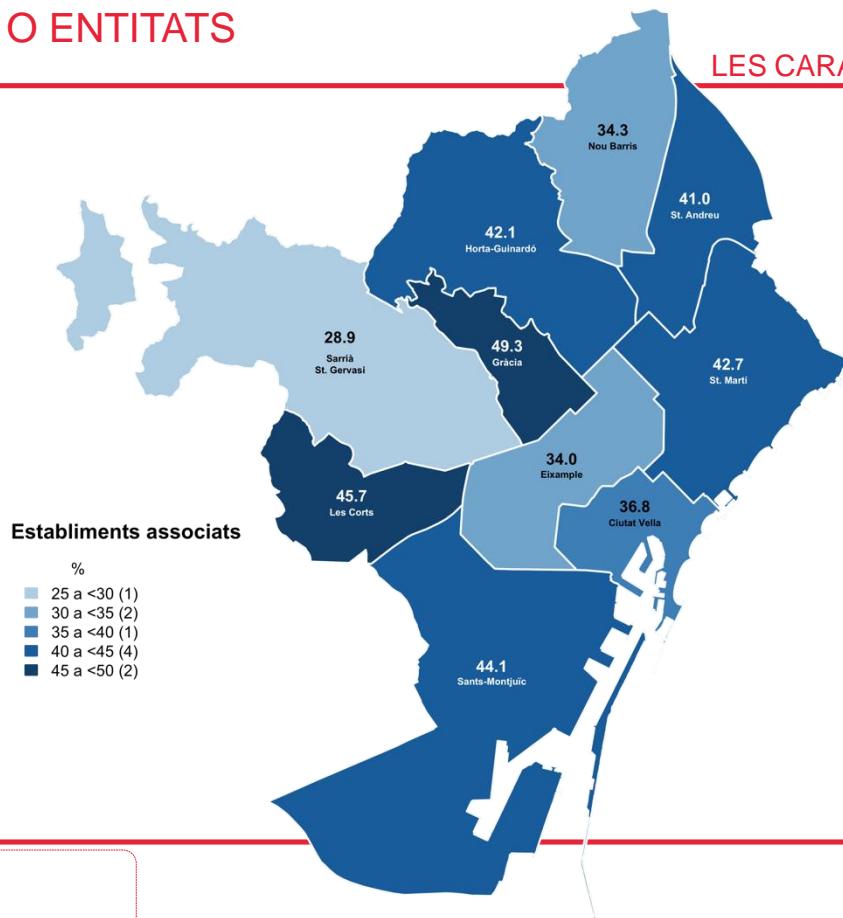 O ENTITATS
LES CARA
34.3
Nou Barris
41.0
St. Andreu
42.1
Horta-Guinardó
28.9
Sarrià
St. Gervasi
49.3
Gràcia
42.7
St. Martí
34.0
Eixample
45.7
Les Corts
36.8
Ciutat Vella
Establiments associats
%
25 a <30 (1)
30 a <35 (2)
35 a <40 (1)
40 a <45 (4)
45 a <50 (2)
44.1
Sants-Montjuïc